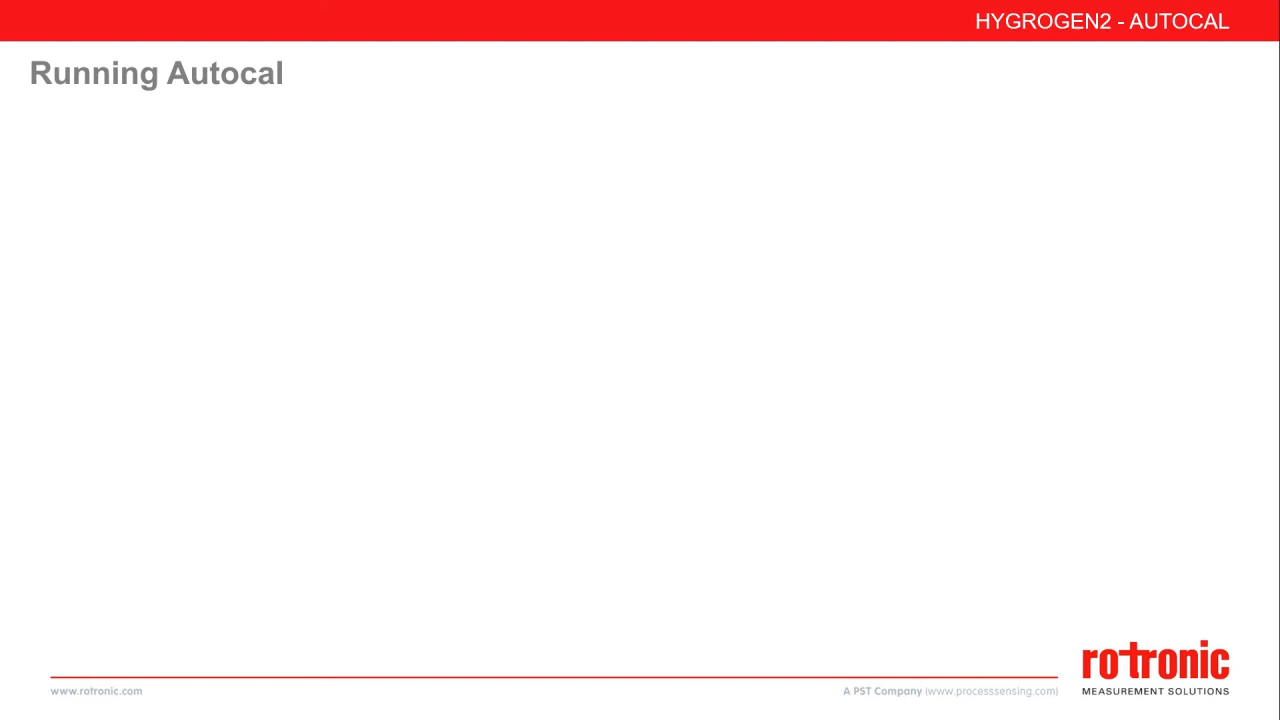 HYGROGEN2 - AUTOCAL
Running Autocal
rotronic
MEASUREMENT SOLUTIONS
www.rotronic.com
A PST Company (www.processsensing.com)